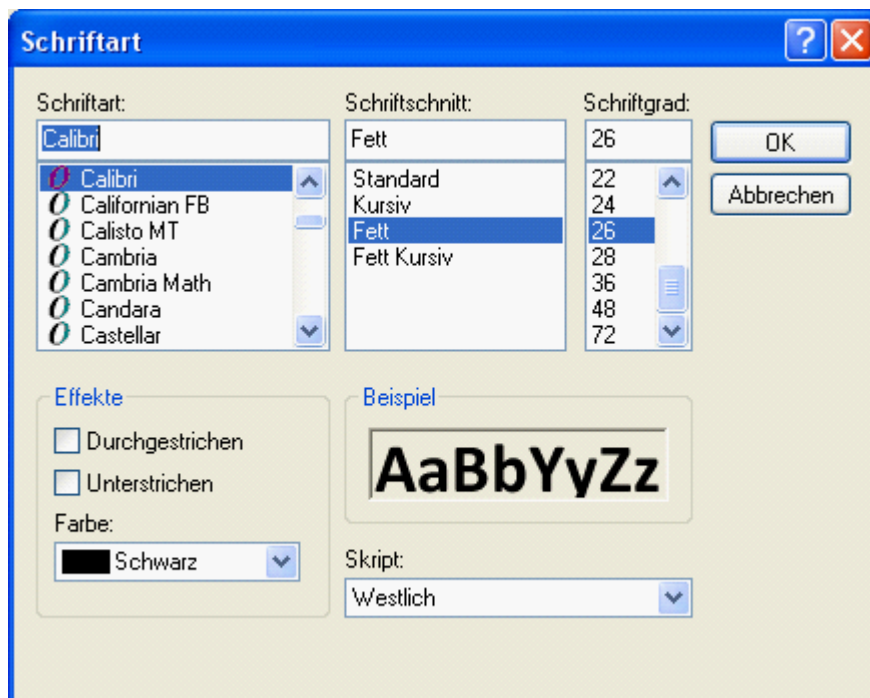 Schriftart
Schriftart:
Calibri
Calibri
Californian FB
Calisto MT
Cambria
Cambria Math
Candara
Castellar
Schriftschnitt:
Fett
Standard
Kursiv
Fett
Fett Kursiv
Schriftgrad:
26
22
24
26
28
36
48
72
OK
Abbrechen
Effekte
Durchgestrichen
Unterstrichen
Farbe:
Schwarz
Beispiel
AaBbYyZz
Skript:
Westlich